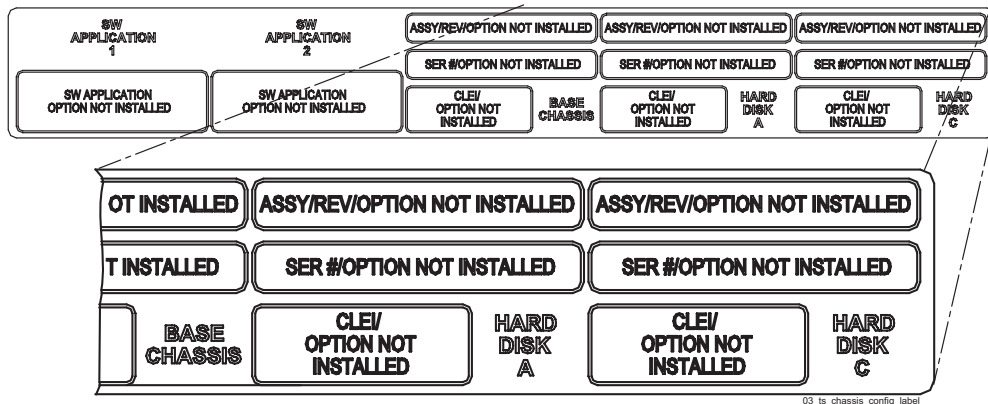 SW
APPLICATION
1
SW
APPLICATION
2
ASSY/REV/OPTION NOT INSTALLED
ASSY/REV/OPTION NOT INSTALLED
ASSY/REV/OPTION NOT INSTALLED
SER #/OPTION NOT INSTALLED
SER #/OPTION NOT INSTALLED
SER #/OPTION NOT INSTALLED
SW APPLICATION
OPTION NOT INSTALLED
SW APPLICATION
OPTION NOT INSTALLED
CLEI/
OPTION NOT
INSTALLED
BASE
CHASSIS
CLEI/
OPTION NOT
INSTALLED
HARD
DISK
A
CLEI/
OPTION NOT
INSTALLED
HARD
DISK
C
OT INSTALLED
ASSY/REV/OPTION NOT INSTALLED
ASSY/REV/OPTION NOT INSTALLED
T INSTALLED
SER #/OPTION NOT INSTALLED
SER #/OPTION NOT INSTALLED
BASE
CHASSIS
CLEI/
OPTION NOT
INSTALLED
HARD
DISK
A
CLEI/
OPTION NOT
INSTALLED
HARD
DISK
C
03_ts_chassis_config_label